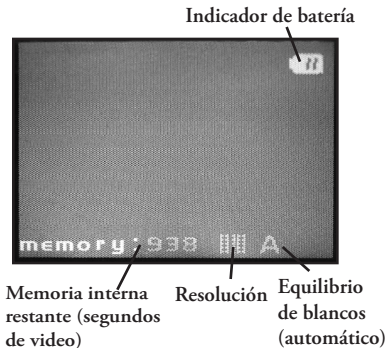 Indicador de batería
memory:938 A
Memoria interna
restante (segundos
de video)
Resolución
Equilibrio
de blancos
(automático)